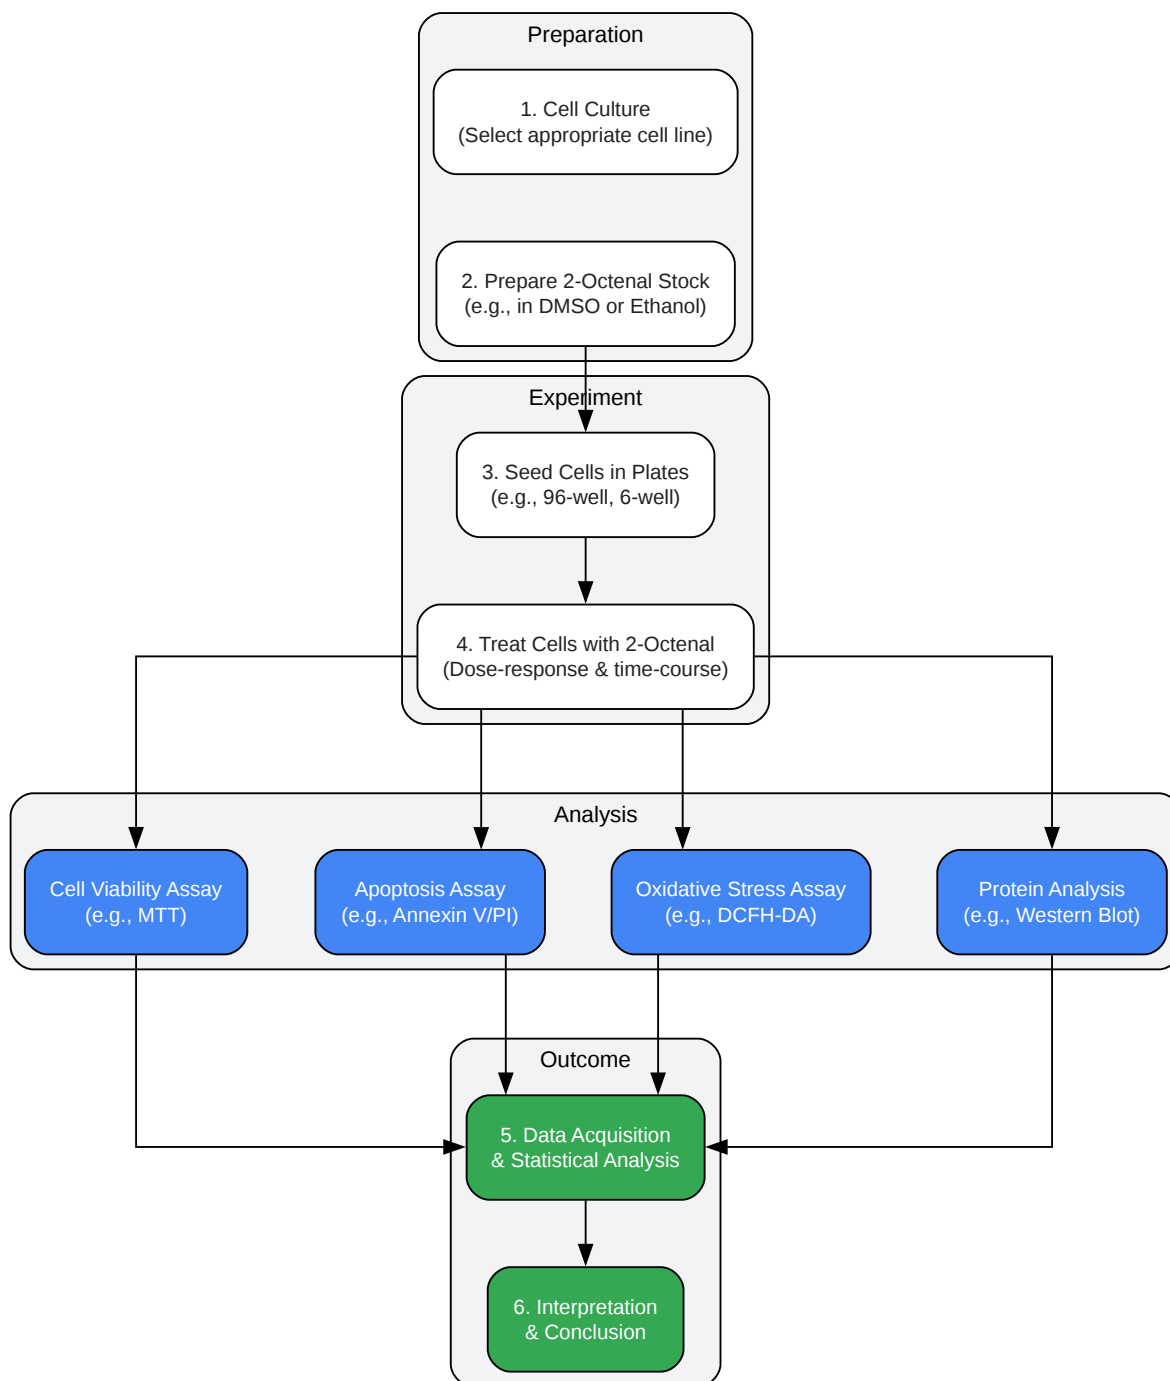 Preparation
1. Cell Culture
(Select appropriate cell line)
2. Prepare 2-Octenal Stock
(e.g., in DMSO or Ethanol)
Experiment
3. Seed Cells in Plates
(e.g., 96-well, 6-well)
4. Treat Cells with 2-Octenal
(Dose-response & time-course)
Analysis
Cell Viability Assay
(e.g., MTT)
Apoptosis Assay
(e.g., Annexin V/PI)
Oxidative Stress Assay
(e.g., DCFH-DA)
Protein Analysis
(e.g., Western Blot)
Outcome
5. Data Acquisition
& Statistical Analysis
6. Interpretation
& Conclusion